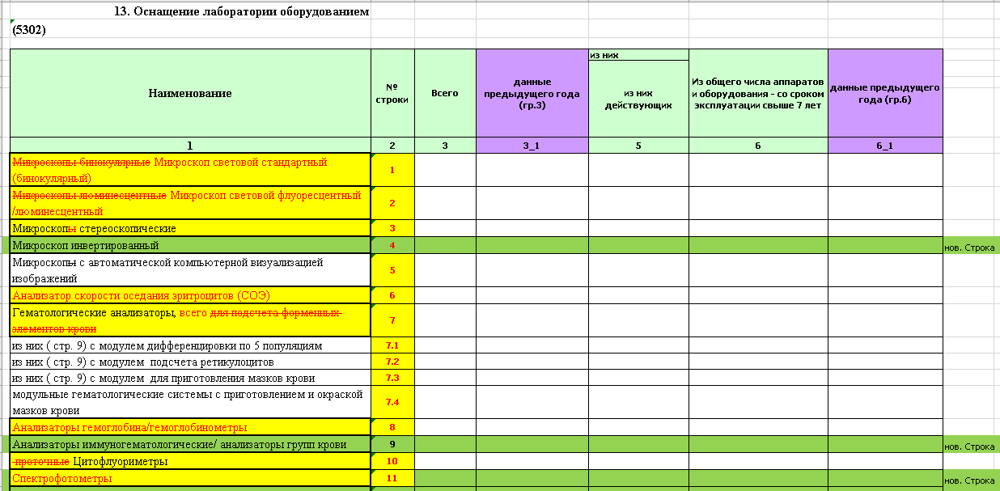 13. Оснащение лаборатории оборудованием
(5302)
Наименование
№
строки
Всего
данные
предыдущего года
(гр.3)
из них
из них
действующих
Из общего числа аппаратов
и оборудования - со сроком
эксплуатации свыше 7 лет
данные предыдущего
года (гр.6)
1 2 3 3_1 5 6 6_1
Микроскопы бинокулярные Микроскоп световой стандартный
(бинокулярный)
1
Микроскопы люминесцентные Микроскоп световой флуоресцентный
/люминесцентный
2
Микроскопы стереоскопические 3
Микроскоп инвертированный 4 нов. Строка
Микроскопы с автоматической компьютерной визуализацией
изображений
5
Анализатор скорости оседания эритроцитов (СОЭ) 6
Гематологические анализаторы, всего для подсчета форменных
элементов крови
7
из них ( стр. 9) с модулем дифференцировки по 5 популяциям 7.1
из них ( стр. 9) с модулем подсчета ретикулоцитов 7.2
из них ( стр. 9) с модулем для приготовления мазков крови 7.3
модульные гематологические системы с приготовлением и окраской
мазков крови
7.4
Анализаторы гемоглобина/гемоглобинометры 8
Анализаторы иммуногематологические/ анализаторы групп крови 9 нов. Строка
проточные Цитофлуориметры 10
Спектрофотометры 11 нов. Строка